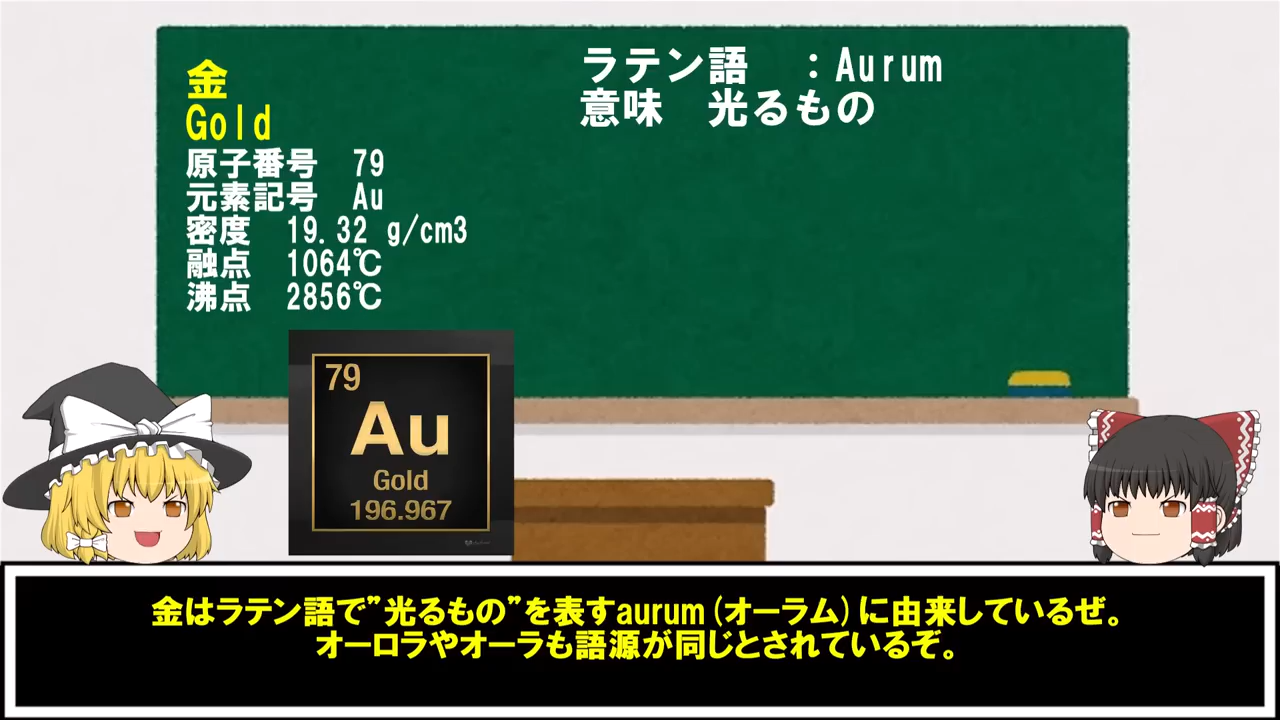 金
Gold
原子番号 79
元素記号 Au
密度 19.32 g/cm3
融点 1064℃
沸点 2856℃
ラテン語 ：Aurum
意味 光るもの
79
Au
Gold
196.967
金はラテン語で"光るもの"を表すaurum(オーラム)に由来しているぜ。
オーロラやオーラも語源が同じとされているぞ。